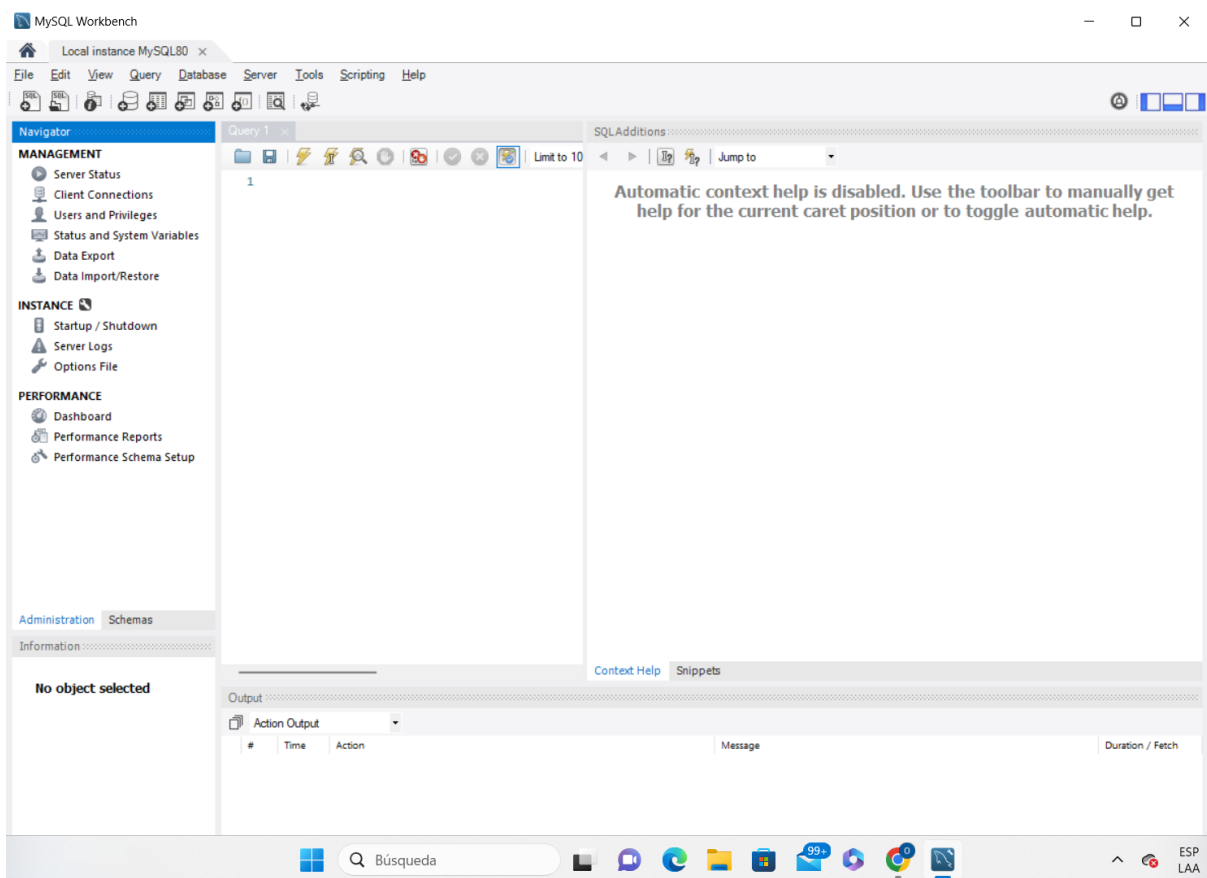 MySQL Workbench
Local instance MySQL80
File Edit View Query Database Server Tools Scripting Help
Navigator
MANAGEMENT
Server Status
Client Connections
Users and Privileges
Status and System Variables
Data Export
Data Import/Restore
INSTANCE
Startup / Shutdown
Server Logs
Options File
PERFORMANCE
Dashboard
Performance Reports
Performance Schema Setup
Administration Schemas
Information
No object selected
Query 1
Limit to 10
1
SQLAdditions
Jump to
Automatic context help is disabled. Use the toolbar to manually get
help for the current caret position or to toggle automatic help.
Context Help Snippets
Output
Action Output
# Time Action Message Duration / Fetch
Búsqueda
99+
0
ESP
LAA